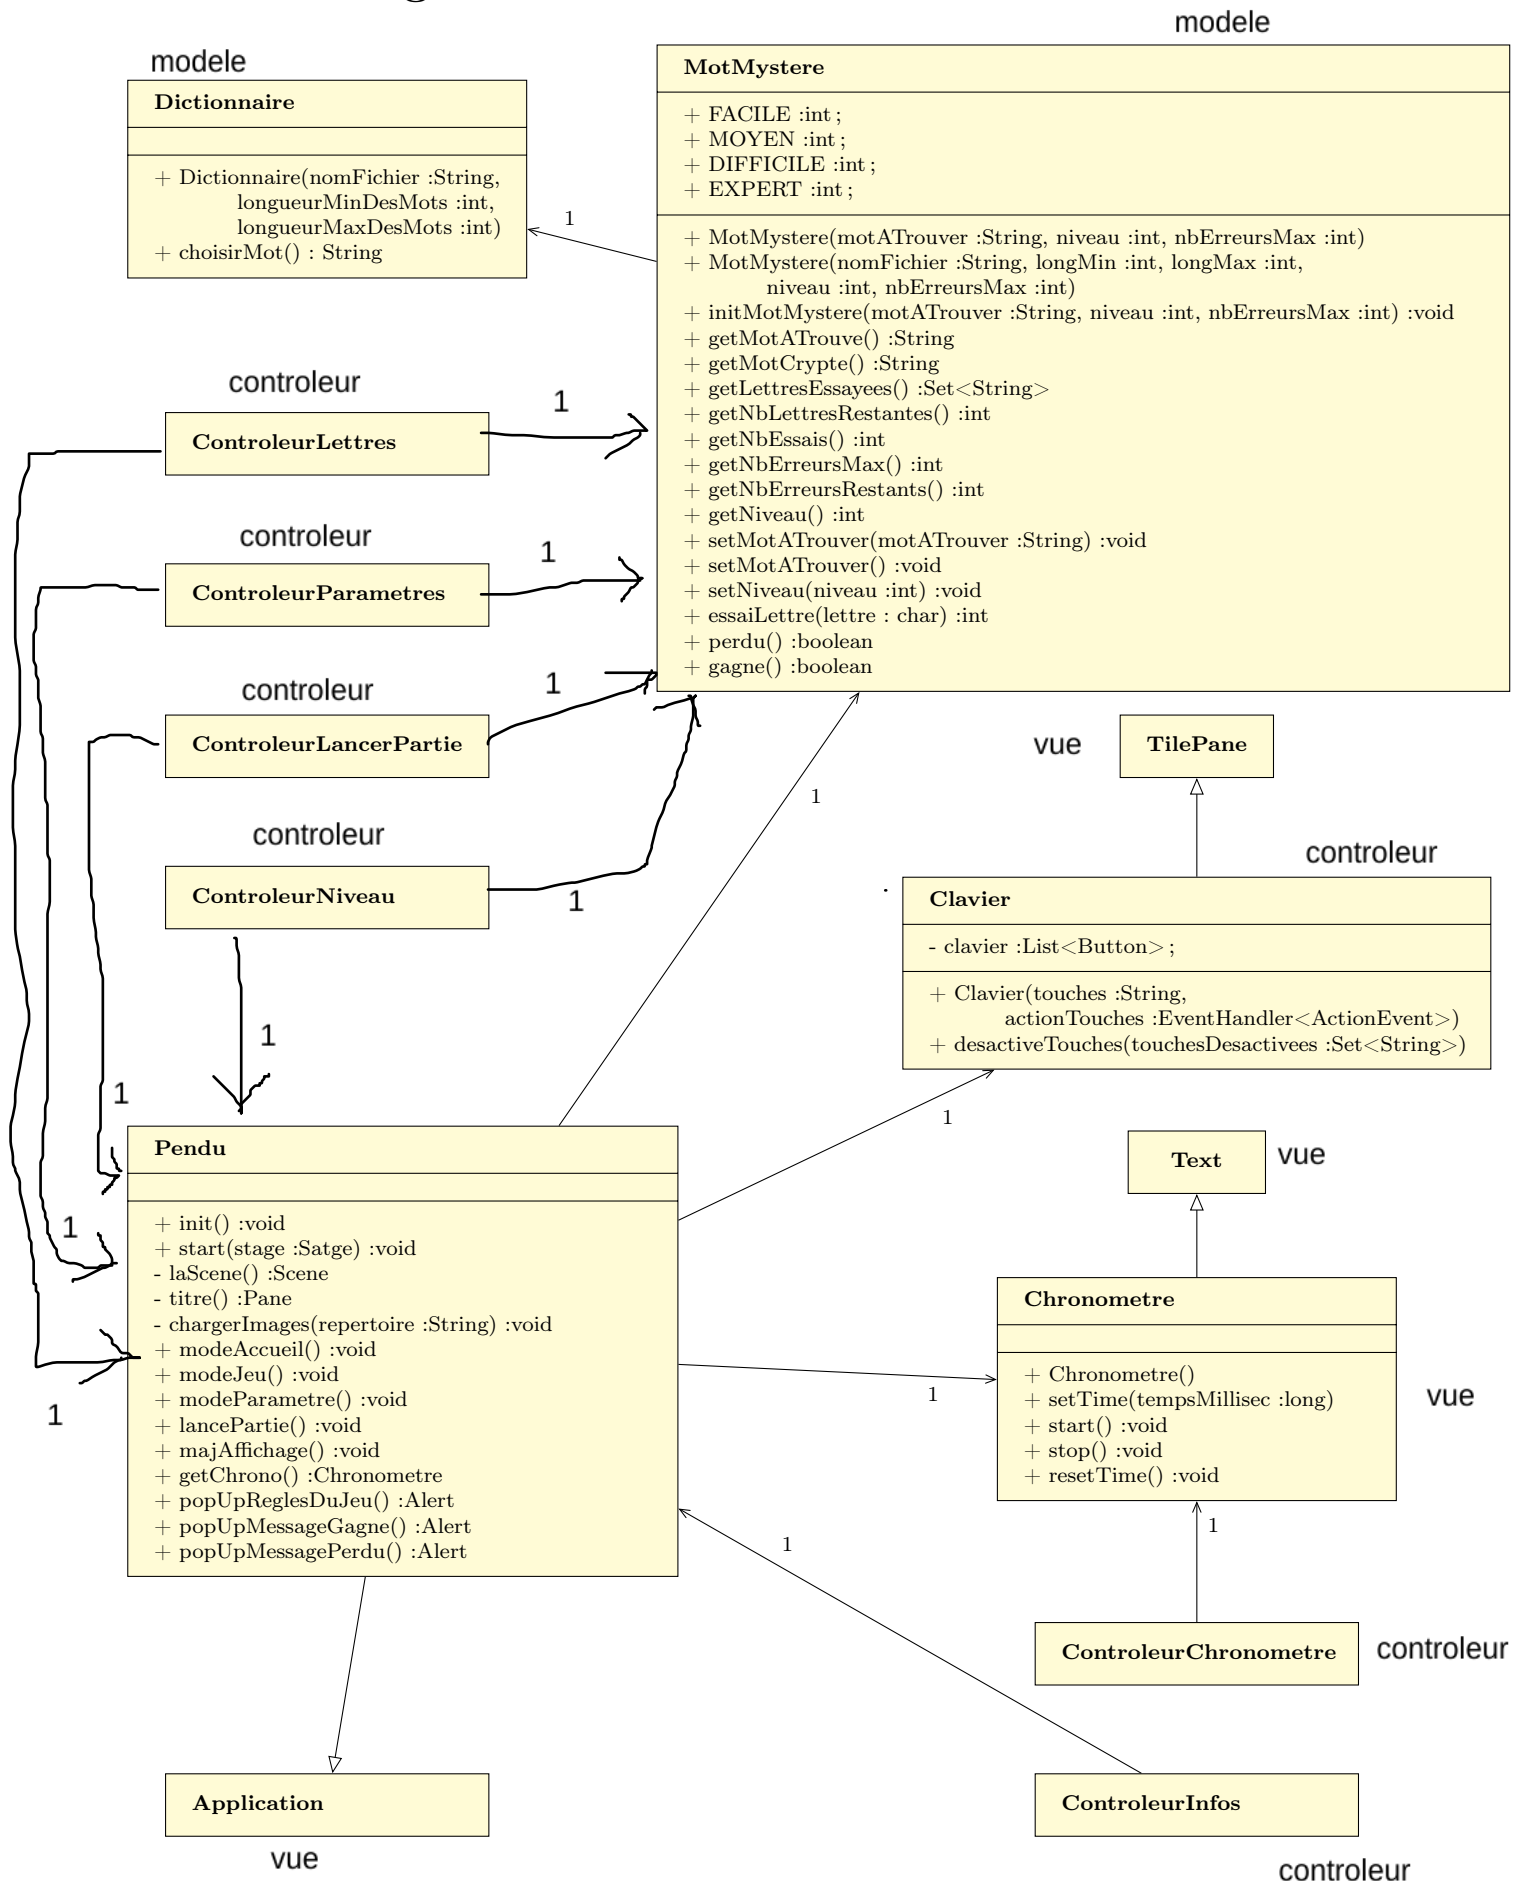 modele
Dictionnaire
+ Dictionnaire(nomFichier :String,
longueurMinDesMots :int,
longueurMaxDesMots :int)
+ choisirMot() : String
1
modele
MotMystere
+ FACILE :int ;
+ MOYEN :int ;
+ DIFFICILE :int ;
+ EXPERT :int ;
+ MotMystere(motATrouver :String, niveau :int, nbErreursMax :int)
+ MotMystere(nomFichier :String, longMin :int, longMax :int,
niveau :int, nbErreursMax :int)
+ initMotMystere(motATrouver :String, niveau :int, nbErreursMax :int) :void
+ getMotATrouve() :String
+ getMotCrypte() :String
+ getLettresEssayees() :Set<String>
+ getNbLettresRestantes() :int
+ getNbEssais() :int
+ getNbErreursMax() :int
+ getNbErreursRestants() :int
+ getNiveau() :int
+ setMotATrouver(motATrouver :String) :void
+ setMotATrouver() :void
+ setNiveau(niveau :int) :void
+ essaiLettre(lettre : char) :int
+ perdu() :boolean
+ gagne() :boolean
controleur
ControleurLettres
1
controleur
ControleurParametres
1
controleur
ControleurLancerPartie
1
controleur
ControleurNiveau
1
1
vue
TilePane
controleur
Clavier
- clavier :List<Button> ;
+ Clavier(touches :String,
actionTouches :EventHandler<ActionEvent>)
+ desactiveTouches(touchesDesactivees :Set<String>)
1
1
1
1
1
Pendu
+ init() :void
+ start(stage :Satge) :void
- laScene() :Scene
- titre() :Pane
- chargerImages(repertoire :String) :void
+ modeAccueil() :void
+ modeJeu() :void
+ modeParametre() :void
+ lancePartie() :void
+ majAffichage() :void
+ getChrono() :Chronometre
+ popUpReglesDuJeu() :Alert
+ popUpMessageGagne() :Alert
+ popUpMessagePerdu() :Alert
Text
vue
Chronometre
+ Chronometre()
+ setTime(tempsMillisec :long)
+ start() :void
+ stop() :void
+ resetTime() :void
vue
1
1
1
ControleurChronometre
controleur
Application
vue
ControleurInfos
controleur